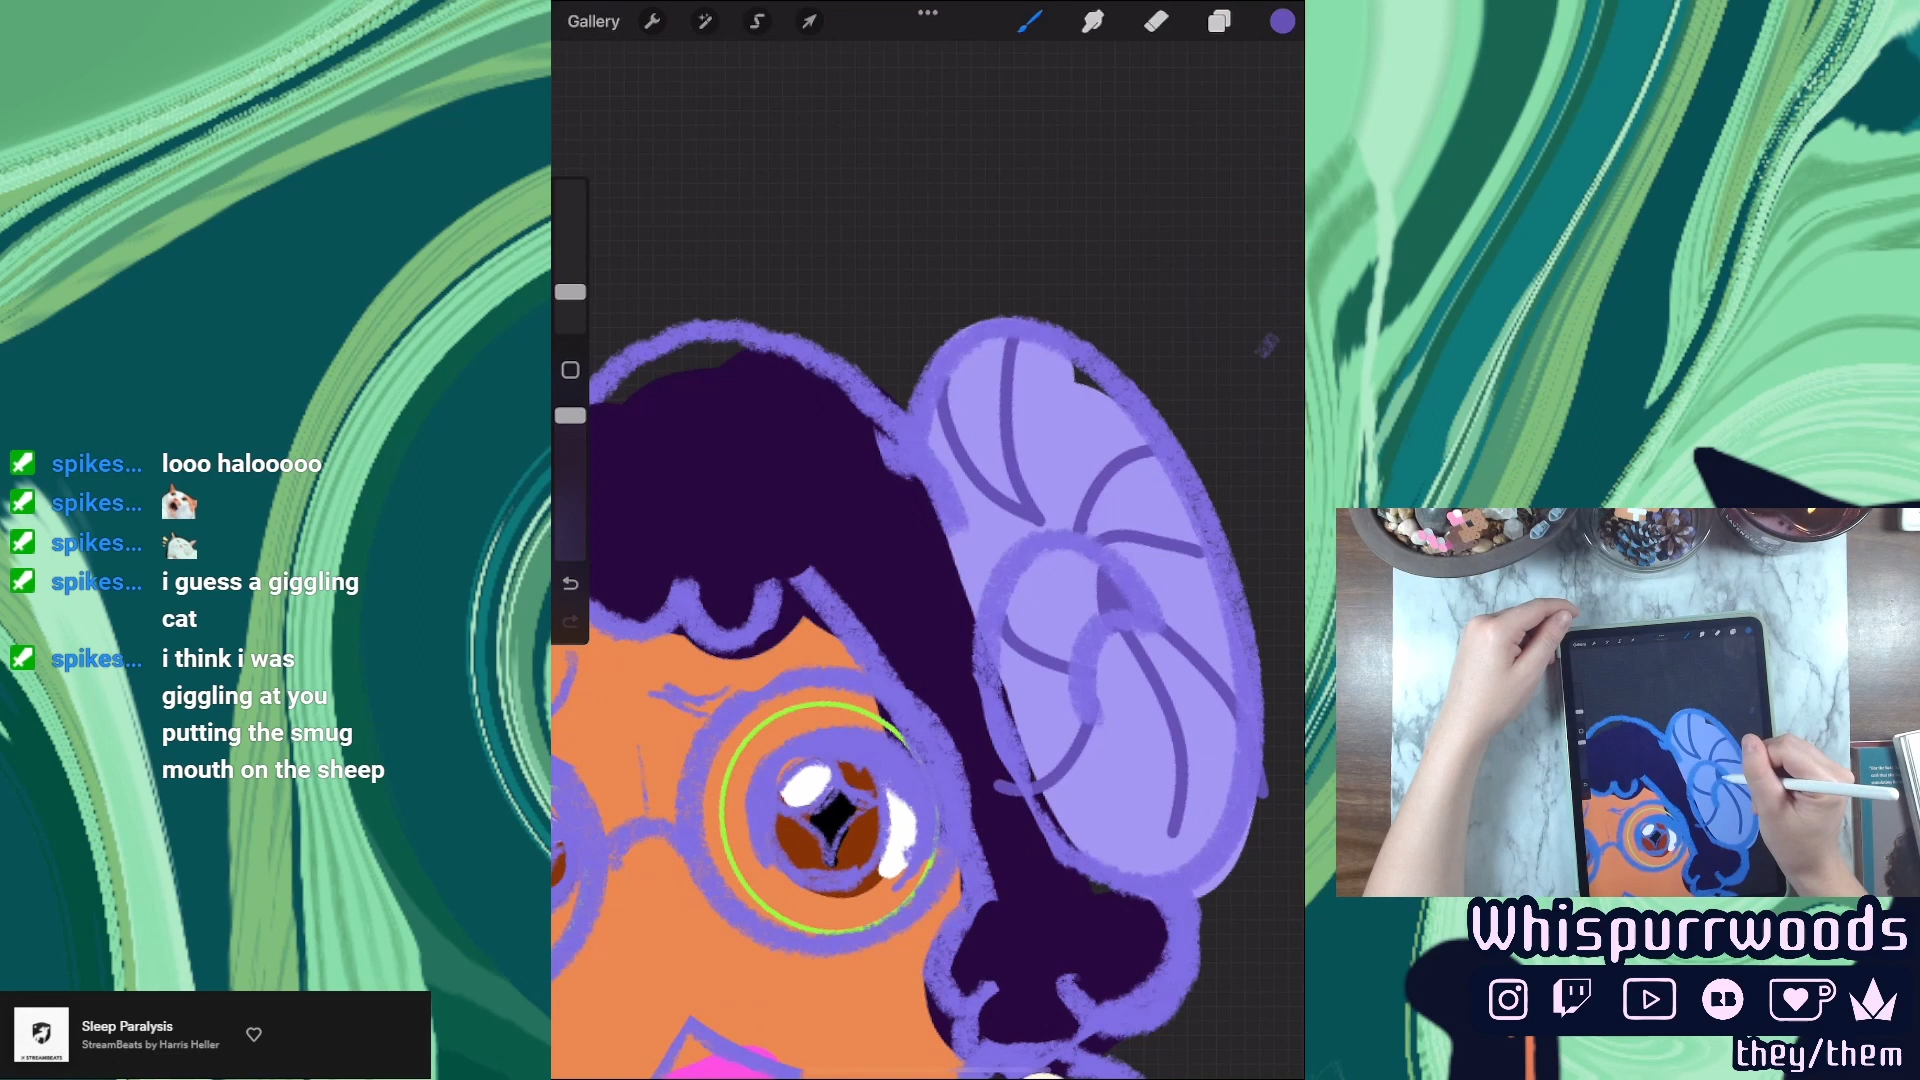 Gallery
spikes... looo halooooo
spikes...
spikes...
spikes... i guess a giggling
cat
spikes... i think i was
giggling at you
putting the smug
mouth on the sheep
Sleep Paralysis
StreamBeats by Harris Heller
STREAMBEATS
Whispurrwoods
they/them